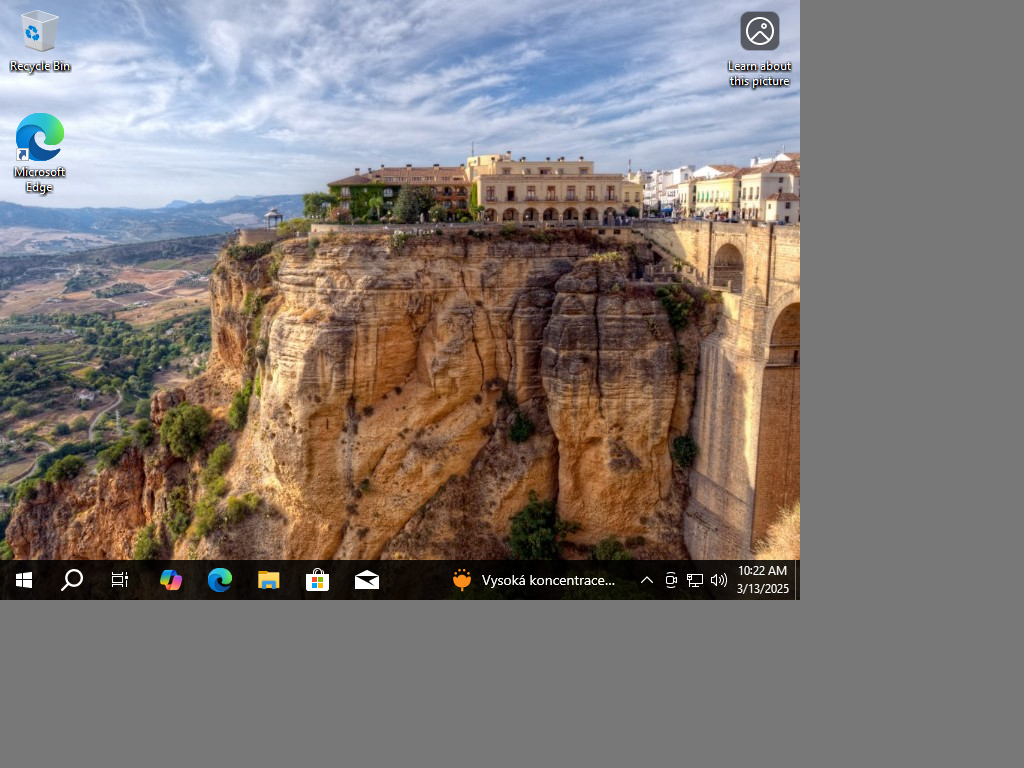 Recycle Bin
Learn about
this picture
Microsoft
Edge
Vysoká koncentrace...
10:22 AM
3/13/2025